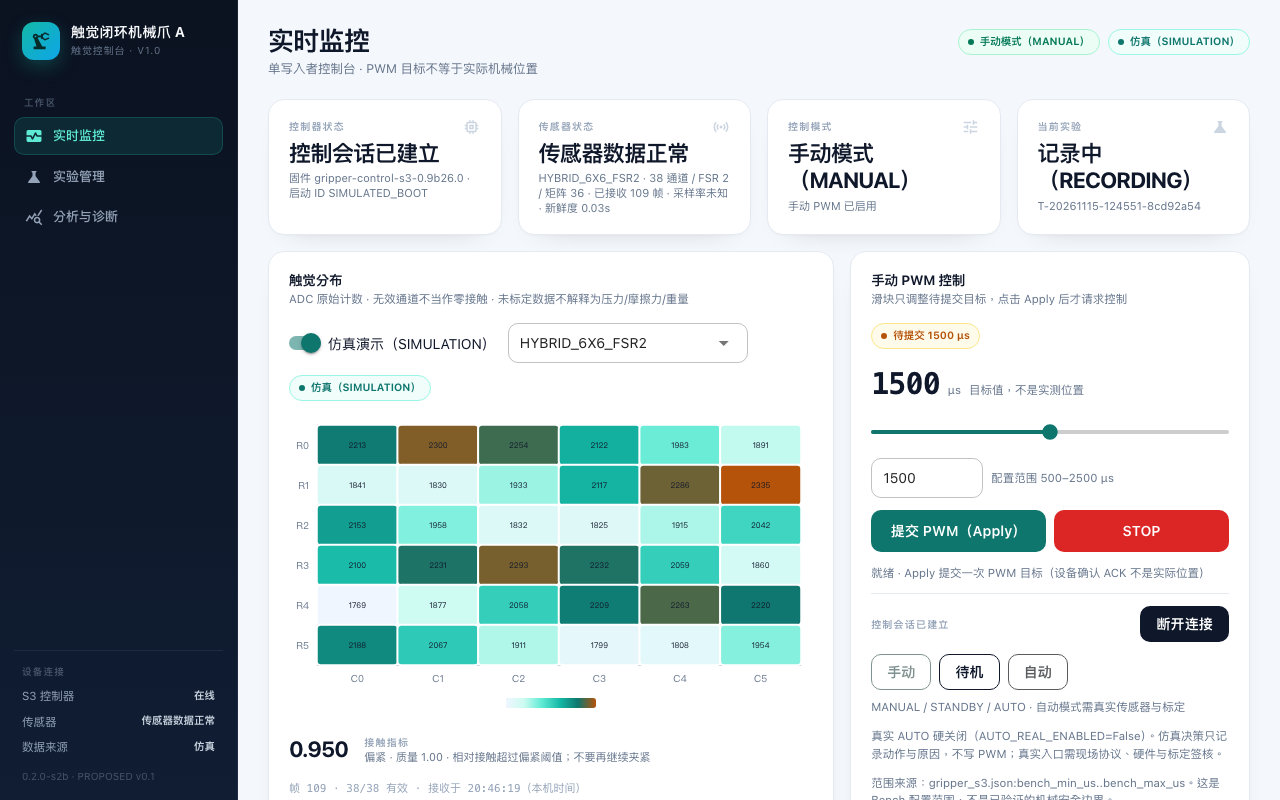 触觉闭环机械爪 A
触觉控制台 · V1.0
工作区
实时监控
实验管理
分析与诊断
设备连接
S3 控制器 在线
传感器 传感器数据正常
数据来源 仿真
0.2.0-s2b · PROPOSED v0.1
实时监控
单写入者控制台 · PWM 目标不等于实际机械位置
手动模式（MANUAL）
仿真（SIMULATION）
控制器状态
控制会话已建立
固件 gripper-control-s3-0.9b26.0 ·
启动 ID SIMULATED_BOOT
传感器状态
传感器数据正常
HYBRID_6X6_FSR2 · 38 通道 / FSR 2
/ 矩阵 36 · 已接收 109 帧 · 采样率未知
· 新鲜度 0.03s
控制模式
手动模式
（MANUAL）
手动 PWM 已启用
当前实验
记录中
（RECORDING）
T-20261115-124551-8cd92a54
触觉分布
ADC 原始计数 · 无效通道不当作零接触 · 未标定数据不解释为压力/摩擦力/重量
仿真演示（SIMULATION）
HYBRID_6X6_FSR2
仿真（SIMULATION）
R0 2213 2300 2254 2122 1983 1891
R1 1841 1830 1933 2117 2286 2335
R2 2153 1958 1832 1825 1915 2042
R3 2100 2231 2293 2232 2059 1860
R4 1769 1877 2058 2209 2263 2220
R5 2188 2067 1911 1799 1808 1954
C0 C1 C2 C3 C4 C5
0.950
接触指标
偏紧 · 质量 1.00 · 相对接触超过偏紧阈值；不要再继续夹紧
帧 109 · 38/38 有效 · 接收于 20:46:19（本机时间）
手动 PWM 控制
滑块只调整待提交目标，点击 Apply 后才请求控制
待提交 1500 µs
1500 µs 目标值，不是实测位置
1500
配置范围 500–2500 µs
提交 PWM（Apply）
STOP
就绪 · Apply 提交一次 PWM 目标（设备确认 ACK 不是实际位置）
控制会话已建立
断开连接
手动
待机
自动
MANUAL / STANDBY / AUTO · 自动模式需真实传感器与标定
真实 AUTO 硬关闭（AUTO_REAL_ENABLED=False）。仿真决策只记
录动作与原因，不写 PWM；真实入口需现场协议、硬件与标定签核。
范围来源：gripper_s3.json:bench_min_us..bench_max_us。这是
Bench 配置范围，不是已验证的机械安全边界。